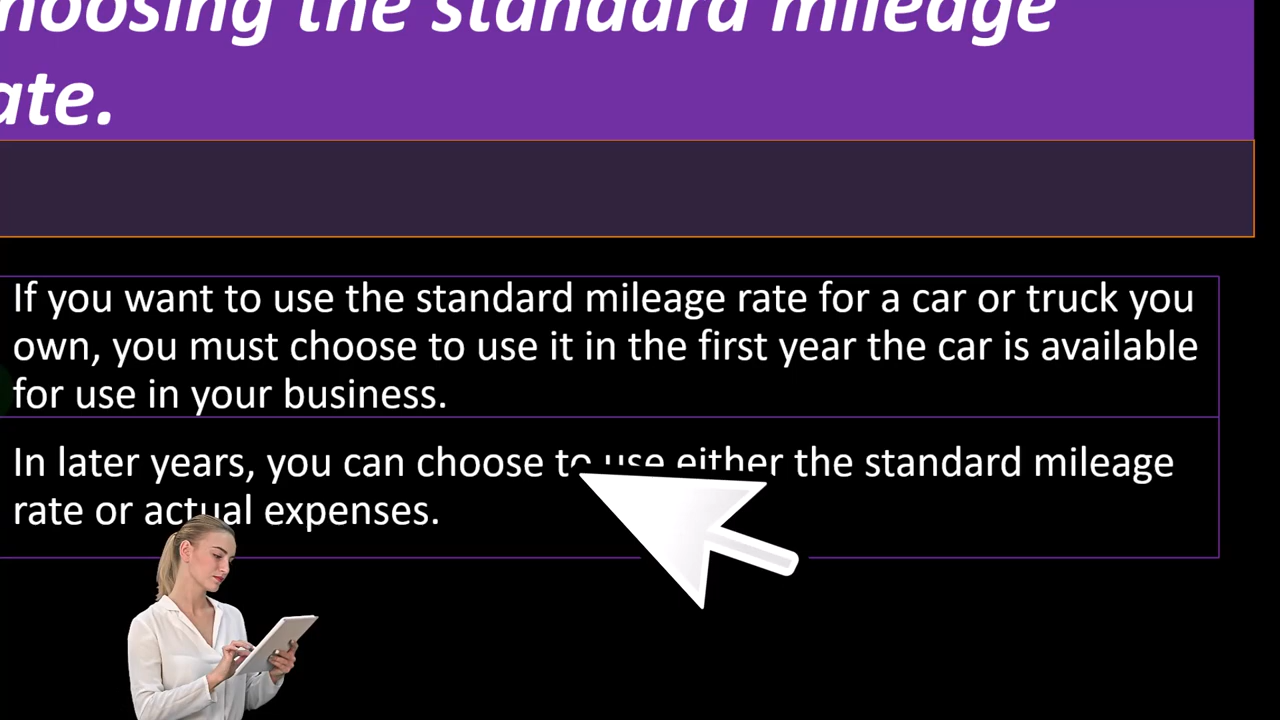 hoosing the standard mileage
ate.
If you want to use the standard mileage rate for a car or truck you
own, you must choose to use it in the first year the car is available
for use in your business.
In later years, you can choose to use either the standard mileage
rate or actual expenses.